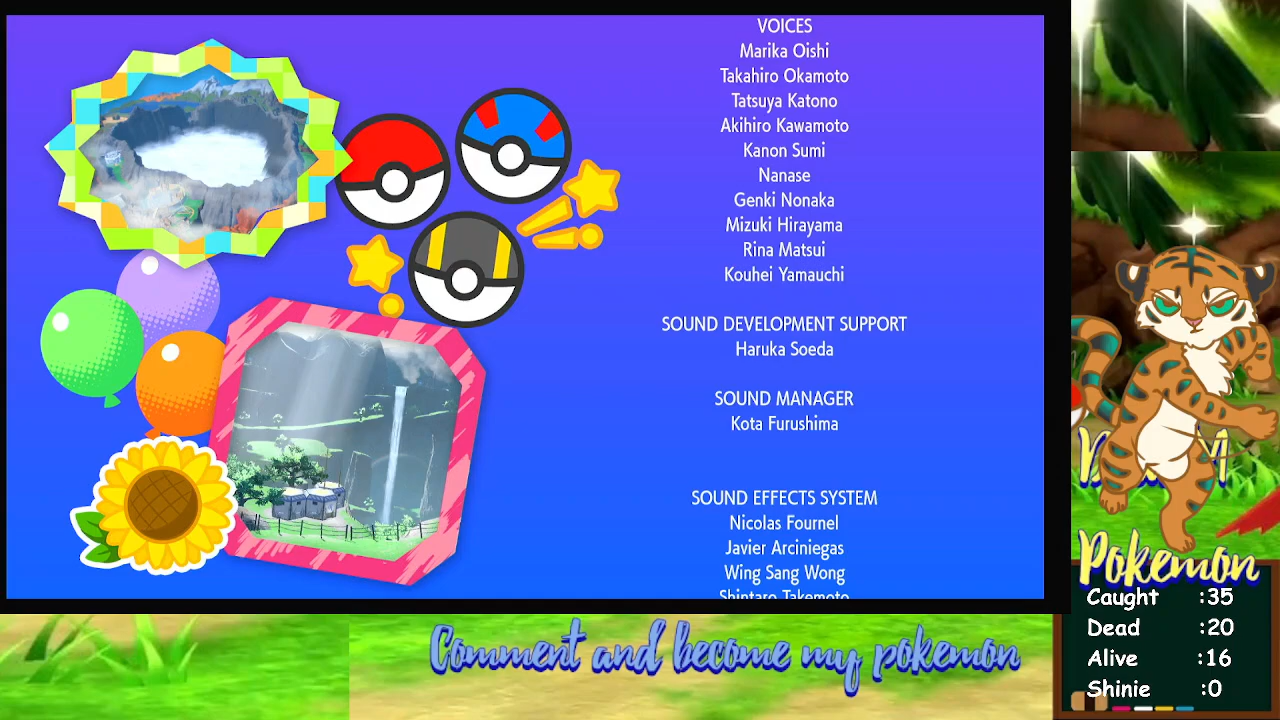 VOICES
Marika Oishi
Takahiro Okamoto
Tatsuya Katono
Akihiro Kawamoto
Kanon Sumi
Nanase
Genki Nonaka
Mizuki Hirayama
Rina Matsui
Kouhei Yamauchi
SOUND DEVELOPMENT SUPPORT
Haruka Soeda
SOUND MANAGER
Kota Furushima
SOUND EFFECTS SYSTEM
Nicolas Fournel
Javier Arciniegas
Wing Sang Wong
Shintaro Takemoto
Pokemon
Caught :35
Dead :20
Alive :16
Shinie :0
Comment and become my pokemon